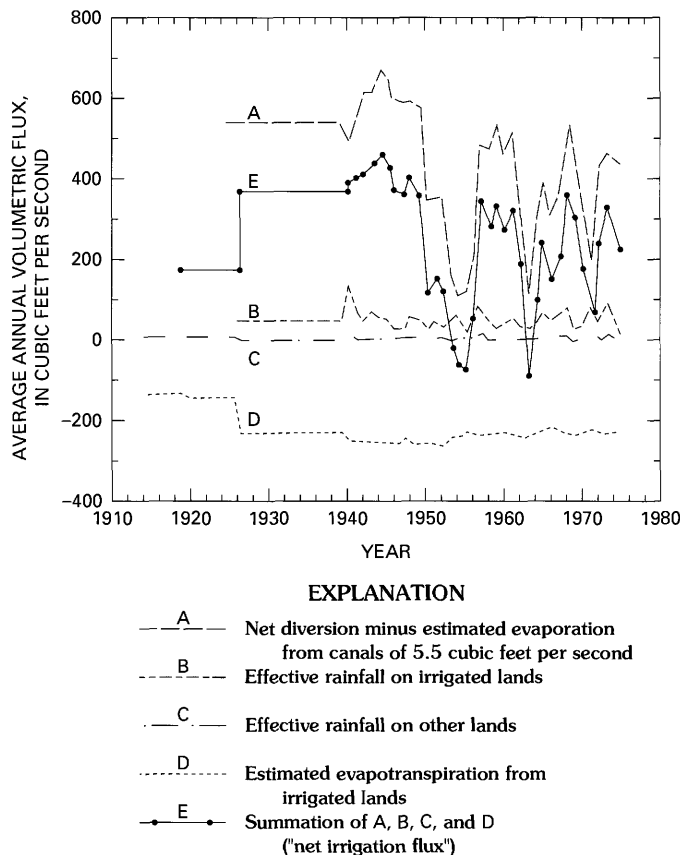 AVERAGE ANNUAL VOLUMETRIC FLUX,
IN CUBIC FEET PER SECOND
800
600
400
200
0
−200
−400
A
E
B
C
D
1910 1920 1930 1940 1950 1960 1970 1980
YEAR
EXPLANATION
A
Net diversion minus estimated evaporation
from canals of 5.5 cubic feet per second
B
Effective rainfall on irrigated lands
C
Effective rainfall on other lands
D
Estimated evapotranspiration from
irrigated lands
E
Summation of A, B, C, and D
("net irrigation flux")